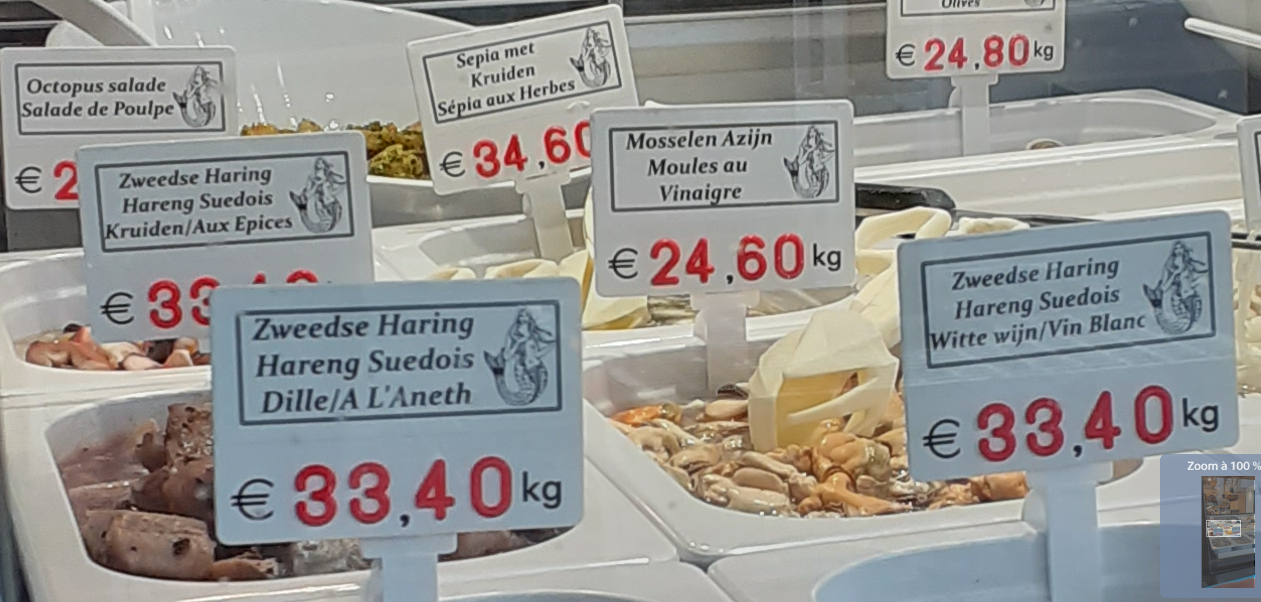 Olives
€ 24.80 kg
Sepia met
Kruiden
Sépia aux Herbes
€ 34.60
Octopus salade
Salade de Poulpe
€ 2
Mosselen Azijn
Moules au
Vinaigre
€ 24,60 kg
Zweedse Haring
Hareng Suedois
Kruiden/Aux Epices
€ 33
Zweedse Haring
Hareng Suedois
Witte wijn/Vin Blanc
€ 33,40 kg
Zweedse Haring
Hareng Suedois
Dille/A L'Aneth
€ 33,40 kg
Zoom à 100 %